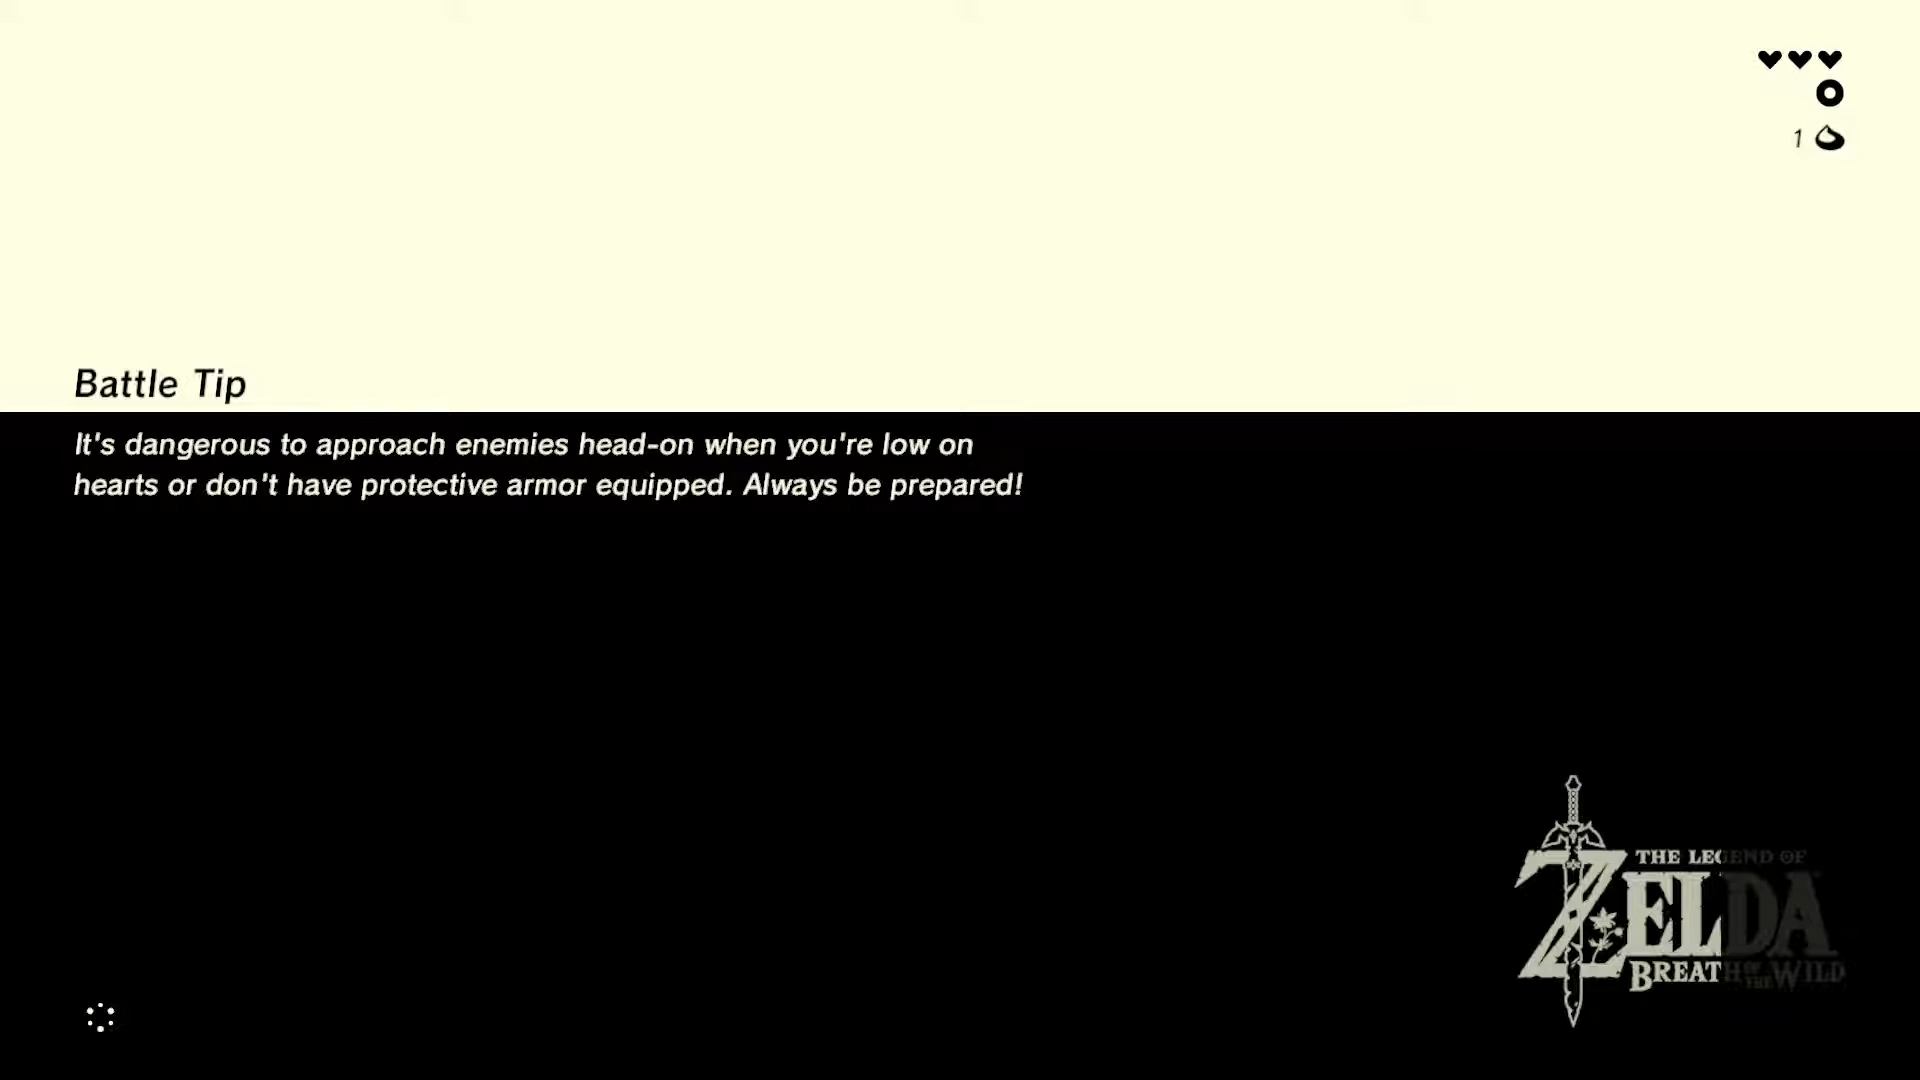 1
Battle Tip
It's dangerous to approach enemies head-on when you're low on
hearts or don't have protective armor equipped. Always be prepared!
THE LEGEND OF
ZELDA
BREATH OF THE WILD